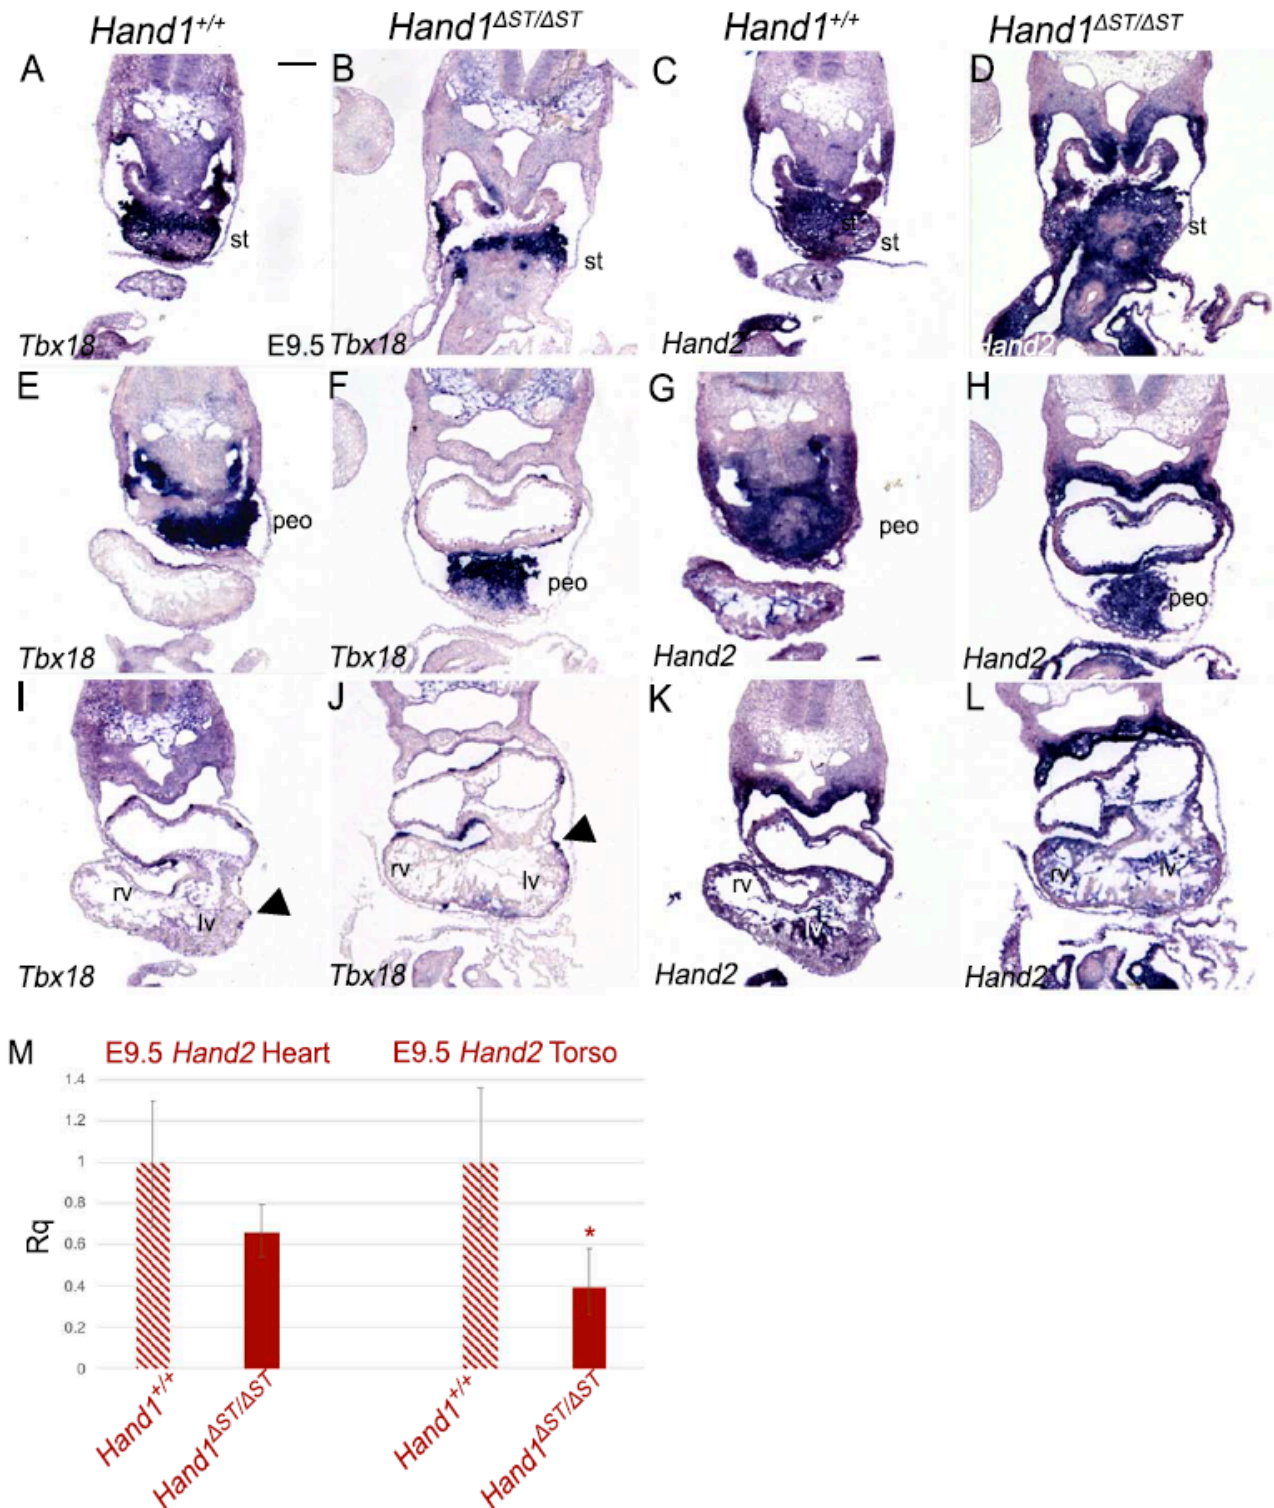 Hand1+/+ Hand1ΔST/ΔST Hand1+/+ Hand1ΔST/ΔST
A B C D
st st st st st
Tbx18 E9.5 Tbx18 Hand2 Hand2
E F G H
peo peo peo peo
Tbx18 Tbx18 Hand2 Hand2
I J K L
rv lv rv lv rv lv rv lv
Tbx18 Tbx18 Hand2 Hand2
M E9.5 Hand2 Heart E9.5 Hand2 Torso
1.4
1.2
1
0.8
0.6 *
0.4
0.2
0
Rq
Hand1+/+ Hand1ΔST/ΔST Hand1+/+ Hand1ΔST/ΔST